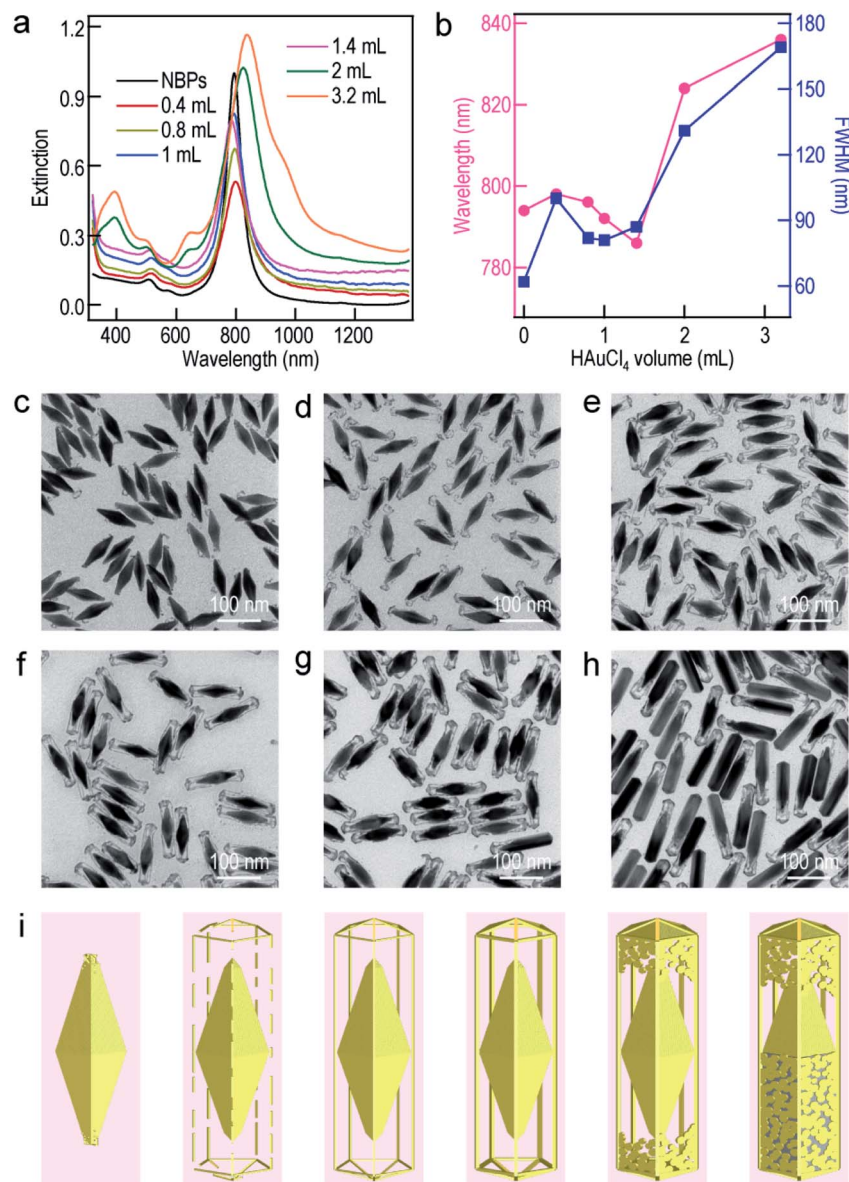 a
1.2
0.9
0.6
0.3
0.0
Extinction
400 600 800 1000 1200
Wavelength (nm)
NBPs
0.4 mL
0.8 mL
1 mL
1.4 mL
2 mL
3.2 mL
b
840
820
800
780
Wavelength (nm)
180
150
120
90
60
FWHM (nm)
0 1 2 3
HAuCl₄ volume (mL)
c
100 nm
d
100 nm
e
100 nm
f
100 nm
g
100 nm
h
100 nm
i